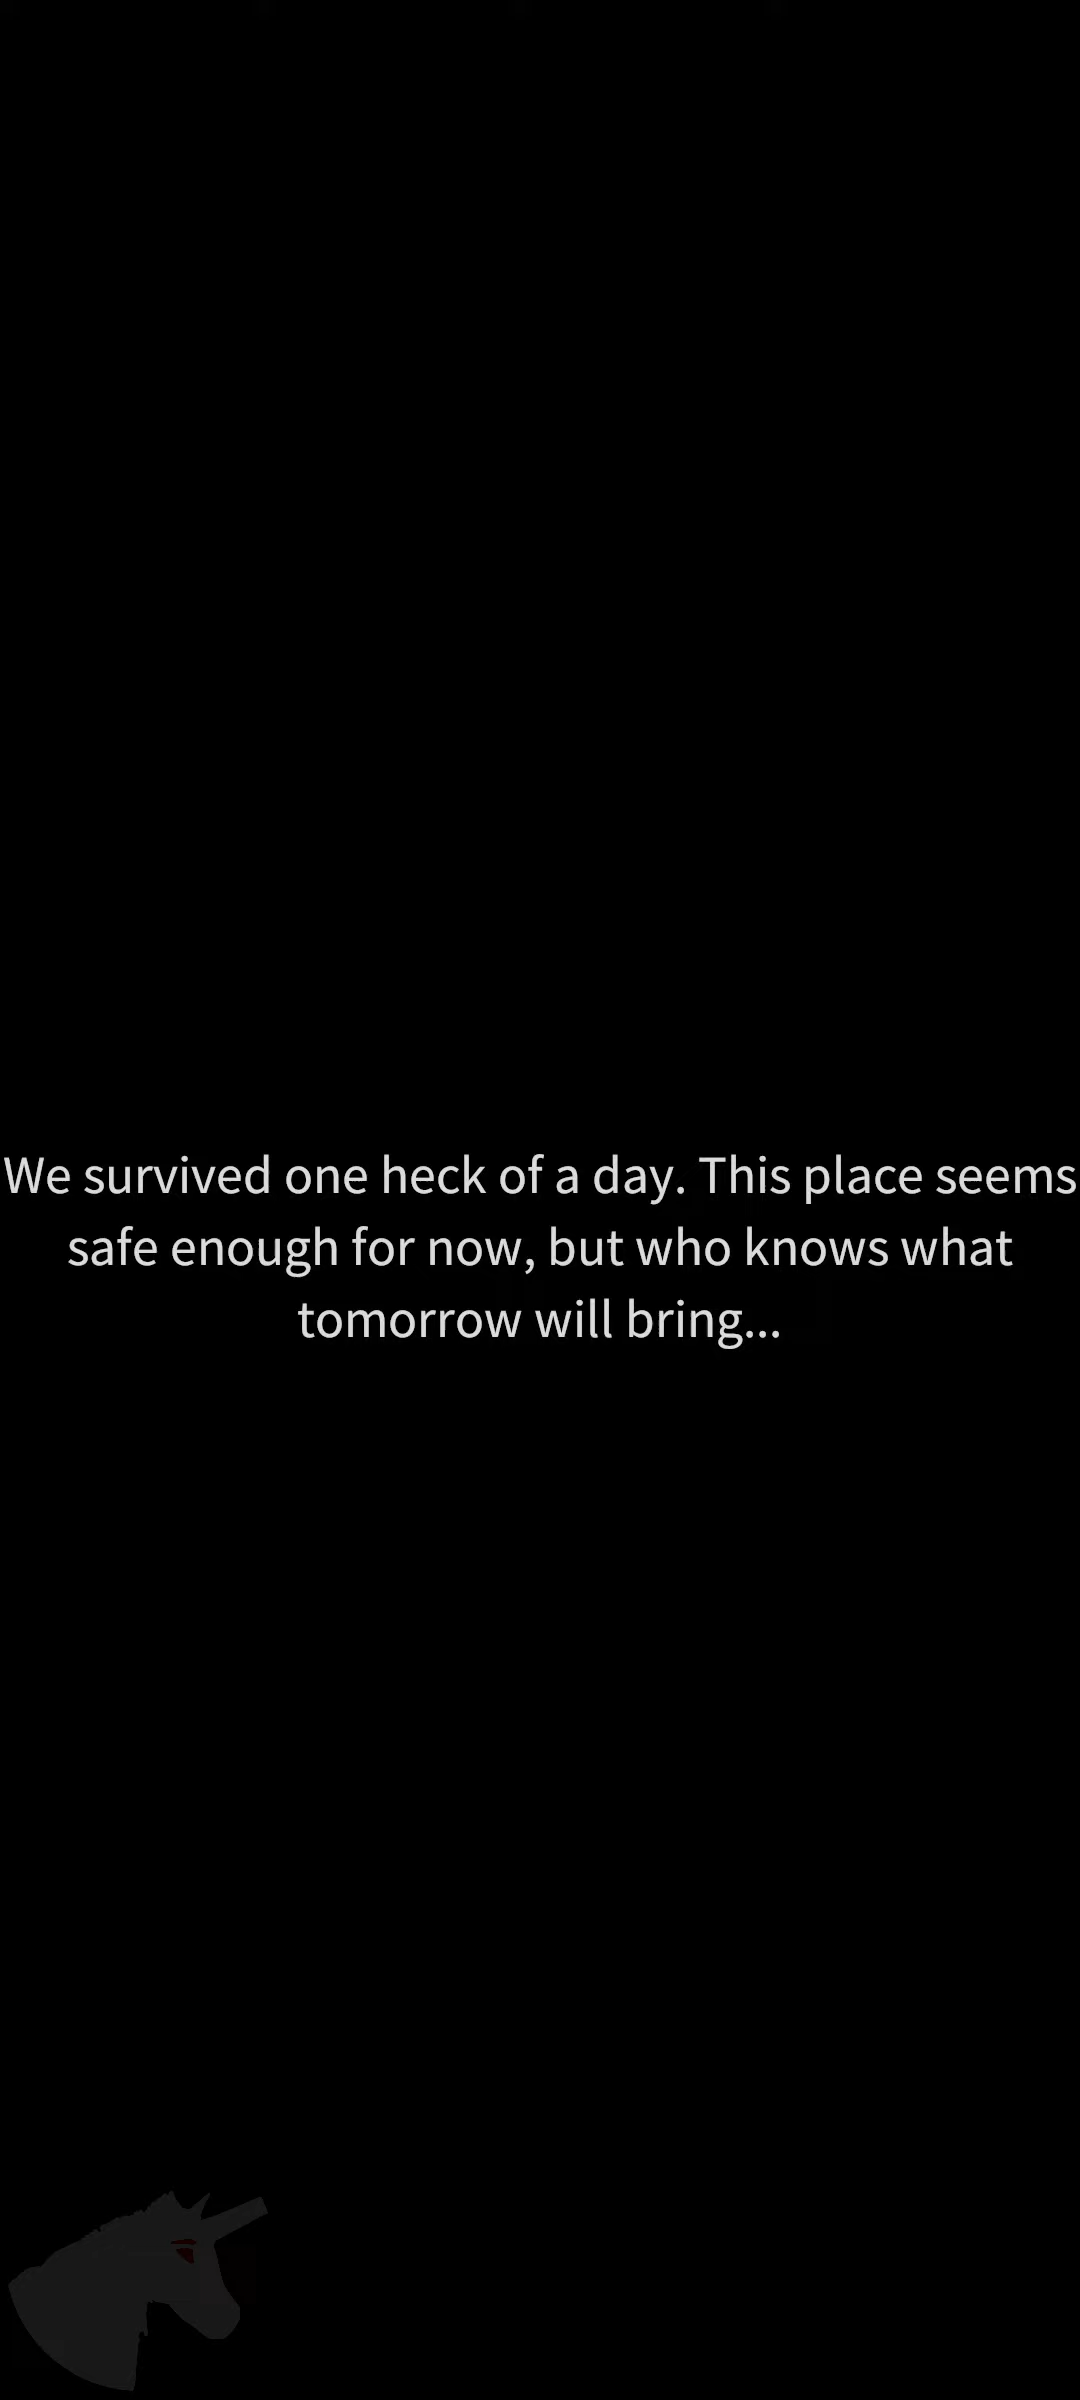 We survived one heck of a day. This place seems
safe enough for now, but who knows what
tomorrow will bring...